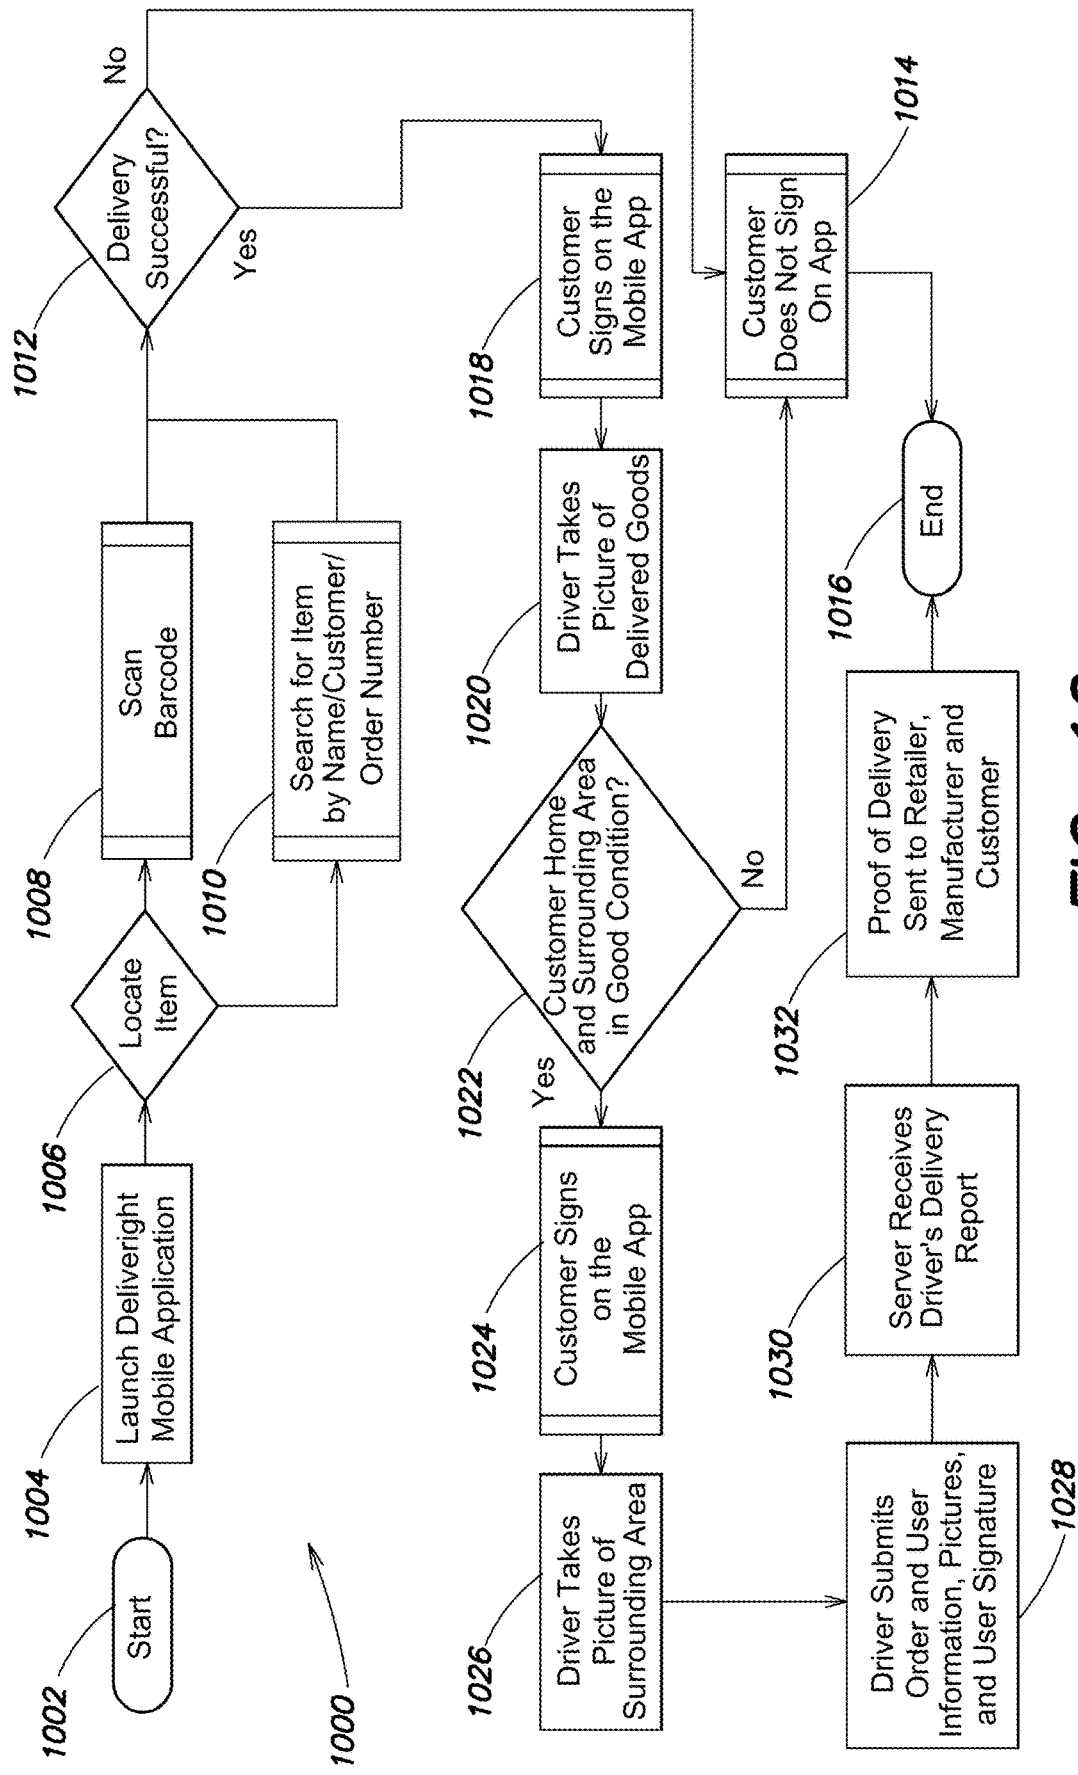 1002
Start
1004
Launch Deliveright
Mobile Application
1006
Locate
Item
1008
Scan
Barcode
1010
Search for Item
by Name/Customer/
Order Number
1012
Delivery
Successful?
No
Yes
1000
1026
Driver Takes
Picture of
Surrounding Area
1024
Customer Signs
on the
Mobile App
Yes
1022
Customer Home
and Surrounding Area
in Good Condition?
No
1020
Driver Takes
Picture of
Delivered Goods
1018
Customer
Signs on the
Mobile App
Customer
Does Not Sign
On App
1014
Driver Submits
Order and User
Information, Pictures,
and User Signature
1028
1030
Server Receives
Driver's Delivery
Report
1032
Proof of Delivery
Sent to Retailer,
Manufacturer and
Customer
1016
End